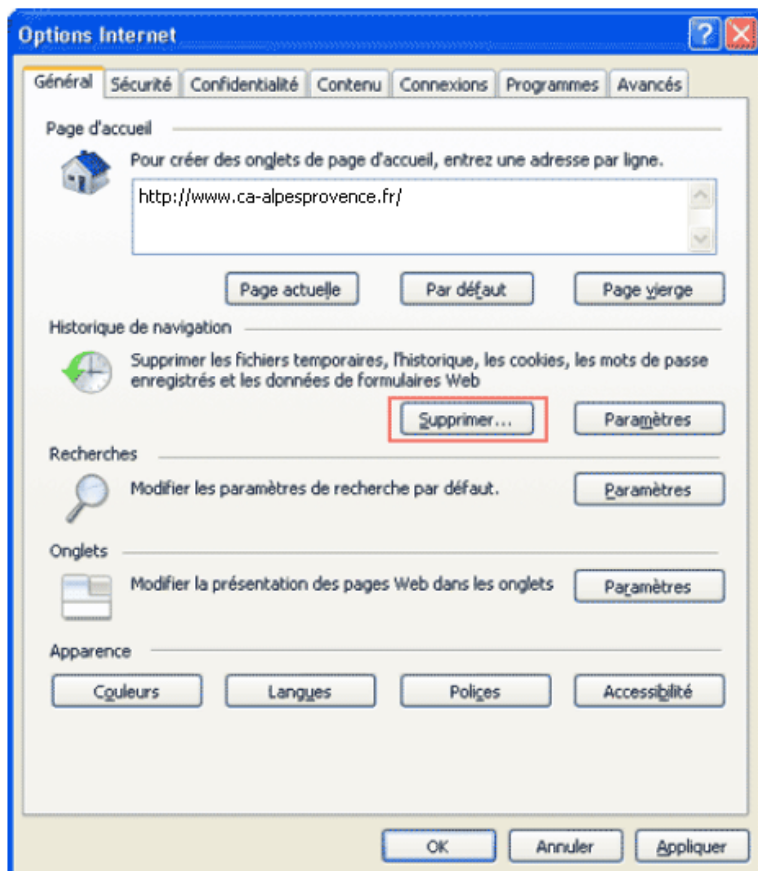 Options Internet
Général Sécurité Confidentialité Contenu Connexions Programmes Avancés
Page d'accueil
Pour créer des onglets de page d'accueil, entrez une adresse par ligne.
http://www.ca-alpesprovence.fr/
Page actuelle Par défaut Page vierge
Historique de navigation
Supprimer les fichiers temporaires, l'historique, les cookies, les mots de passe
enregistrés et les données de formulaires Web
Supprimer... Paramètres
Recherches
Modifier les paramètres de recherche par défaut. Paramètres
Onglets
Modifier la présentation des pages Web dans les onglets Paramètres
Apparence
Couleurs Langues Polices Accessibilité
OK Annuler Appliquer